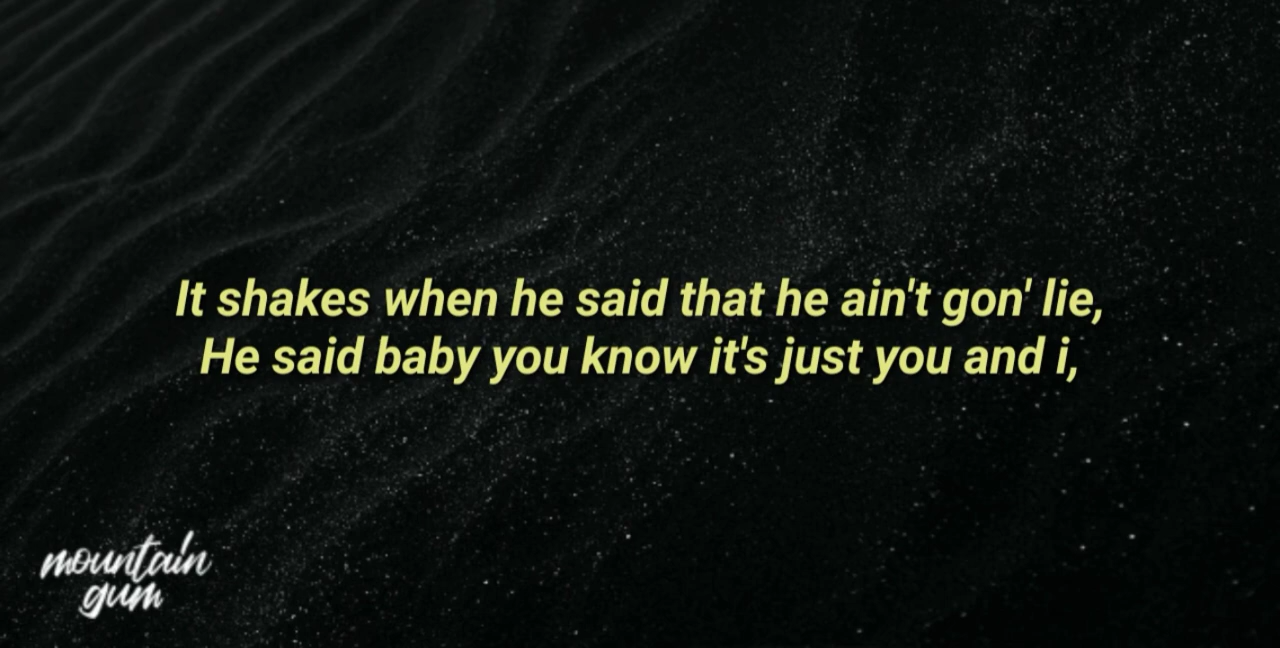 It shakes when he said that he ain't gon' lie,
He said baby you know it's just you and i,
mountain
gum